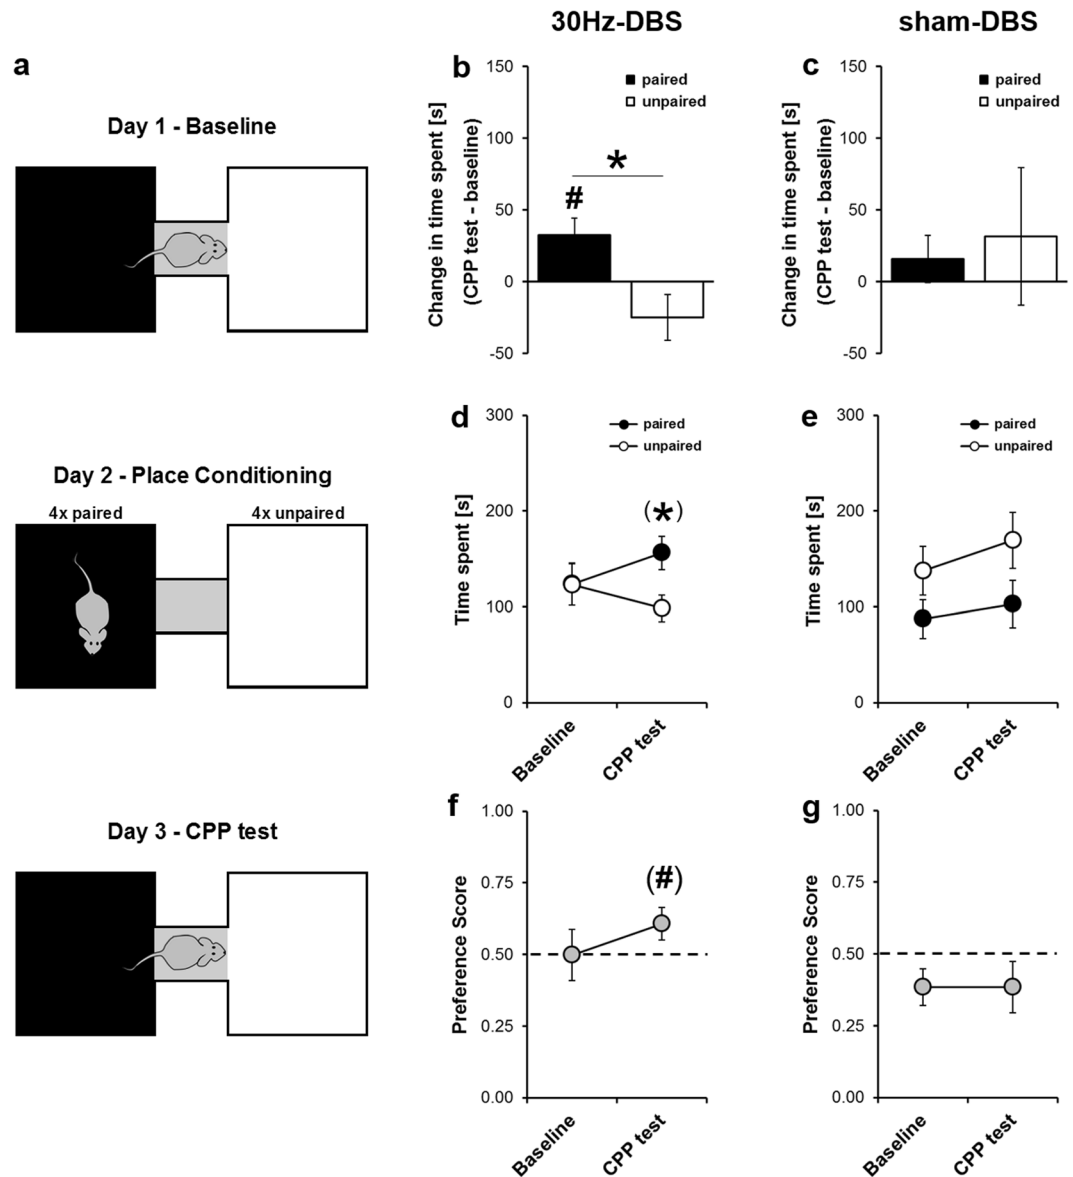 30Hz-DBS
sham-DBS
a
Day 1 - Baseline
b
Change in time spent [s]
(CPP test - baseline)
150
100
50
0
-50
paired
unpaired
*
#
c
Change in time spent [s]
(CPP test - baseline)
150
100
50
0
-50
paired
unpaired
Day 2 - Place Conditioning
4x paired
4x unpaired
d
Time spent [s]
300
200
100
0
paired
unpaired
(*)
Baseline
CPP test
e
Time spent [s]
300
200
100
0
paired
unpaired
Baseline
CPP test
Day 3 - CPP test
f
Preference Score
1.00
0.75
0.50
0.25
0.00
(#)
Baseline
CPP test
g
Preference Score
1.00
0.75
0.50
0.25
0.00
Baseline
CPP test